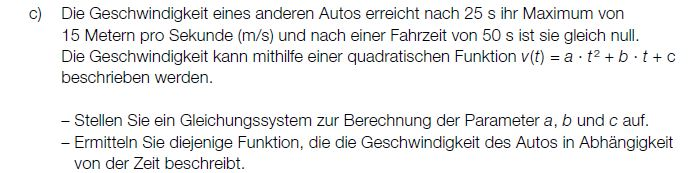 c) Die Geschwindigkeit eines anderen Autos erreicht nach 25 s ihr Maximum von
15 Metern pro Sekunde (m/s) und nach einer Fahrzeit von 50 s ist sie gleich null.
Die Geschwindigkeit kann mithilfe einer quadratischen Funktion v(t) = a · t² + b · t + c
beschrieben werden.
– Stellen Sie ein Gleichungssystem zur Berechnung der Parameter a, b und c auf.
– Ermitteln Sie diejenige Funktion, die die Geschwindigkeit des Autos in Abhängigkeit
von der Zeit beschreibt.